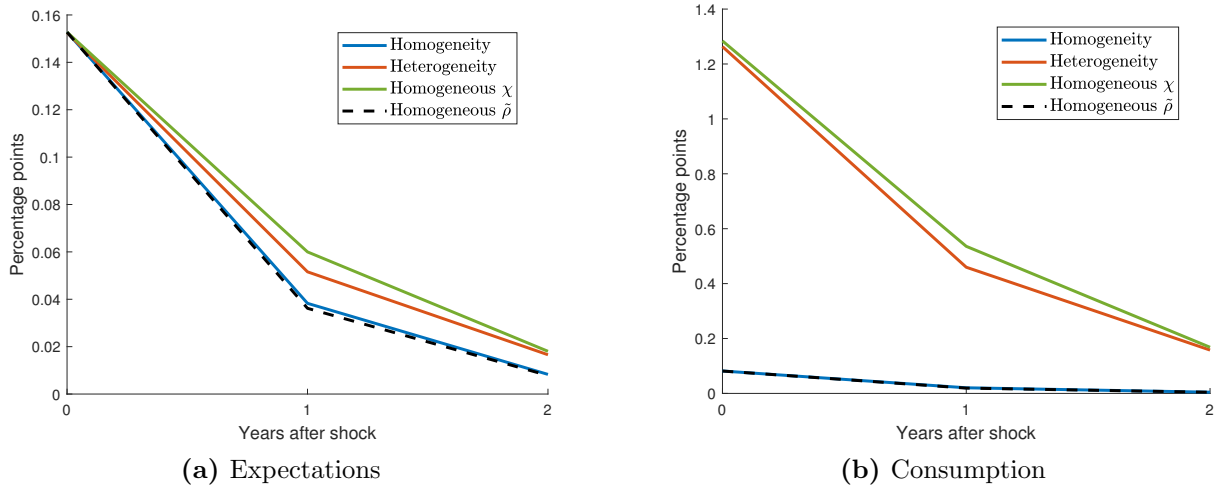 0.16
0.14
0.12
0.1
0.08
0.06
0.04
0.02
0
Percentage points
Homogeneity
Heterogeneity
Homogeneous χ
Homogeneous ρ̃
0
1
2
Years after shock
(a) Expectations
1.4
1.2
1
0.8
0.6
0.4
0.2
0
Percentage points
Homogeneity
Heterogeneity
Homogeneous χ
Homogeneous ρ̃
0
1
2
Years after shock
(b) Consumption